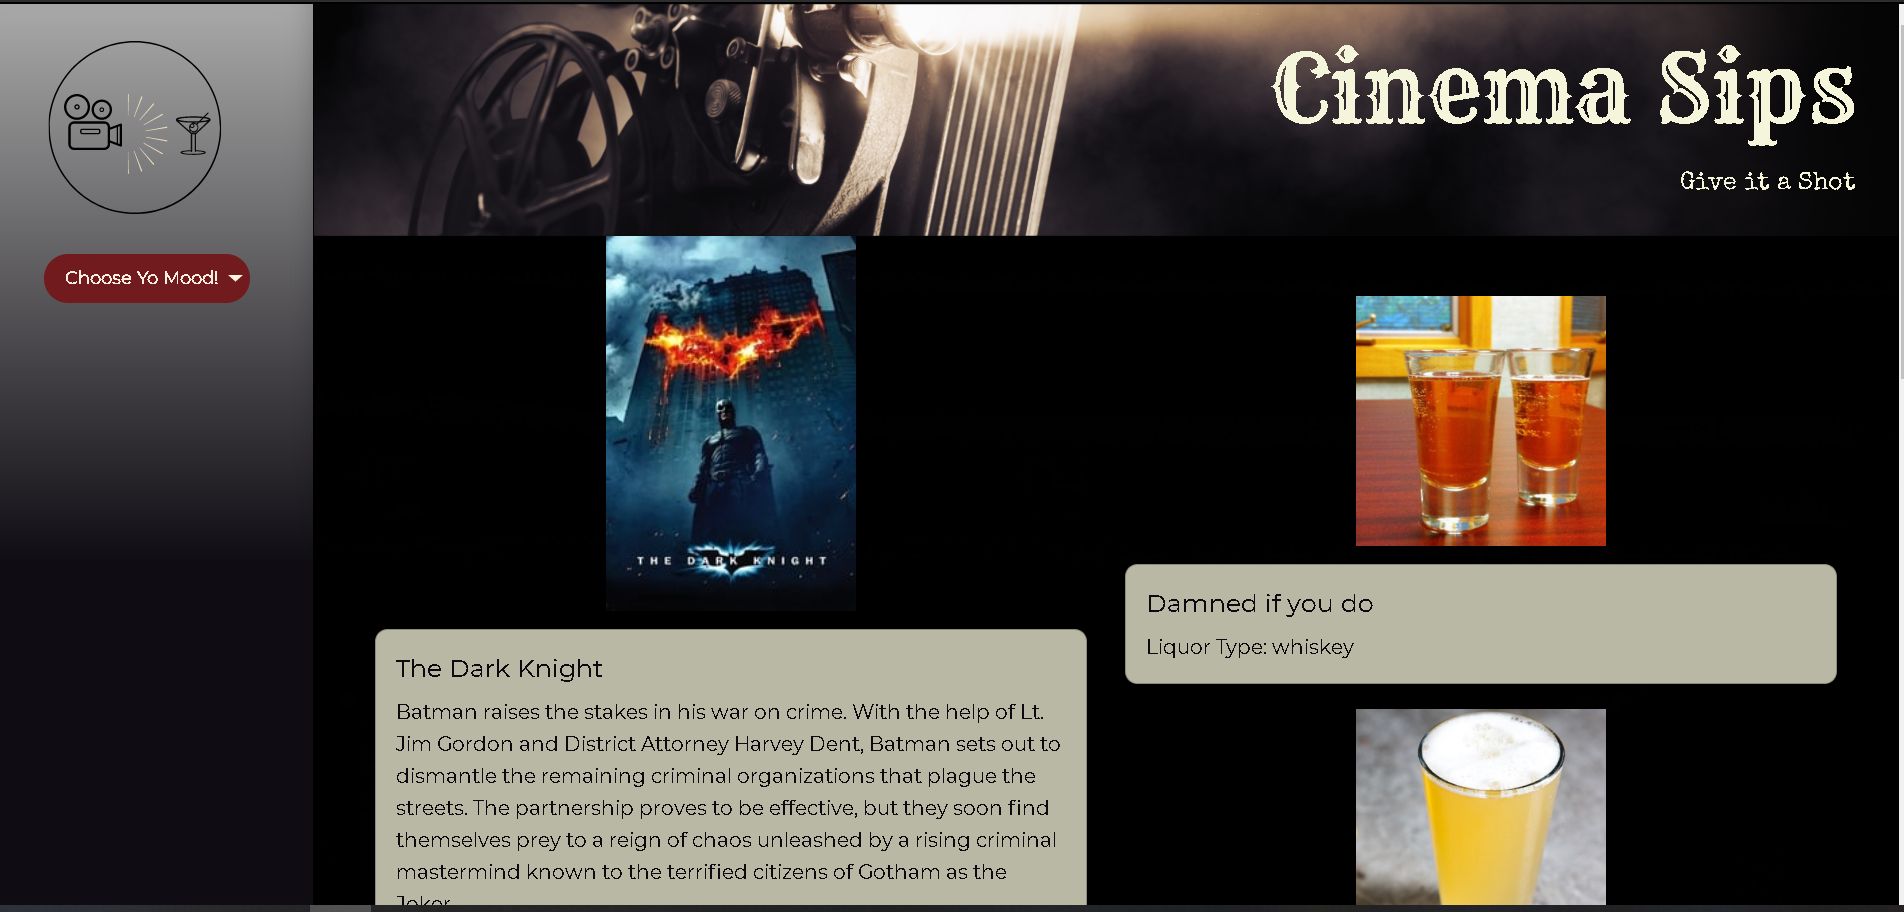 Cinema Sips
Give it a Shot
Choose Yo Mood!
THE DARK KNIGHT
The Dark Knight
Batman raises the stakes in his war on crime. With the help of Lt.
Jim Gordon and District Attorney Harvey Dent, Batman sets out to
dismantle the remaining criminal organizations that plague the
streets. The partnership proves to be effective, but they soon find
themselves prey to a reign of chaos unleashed by a rising criminal
mastermind known to the terrified citizens of Gotham as the
Joker.
Damned if you do
Liquor Type: whiskey